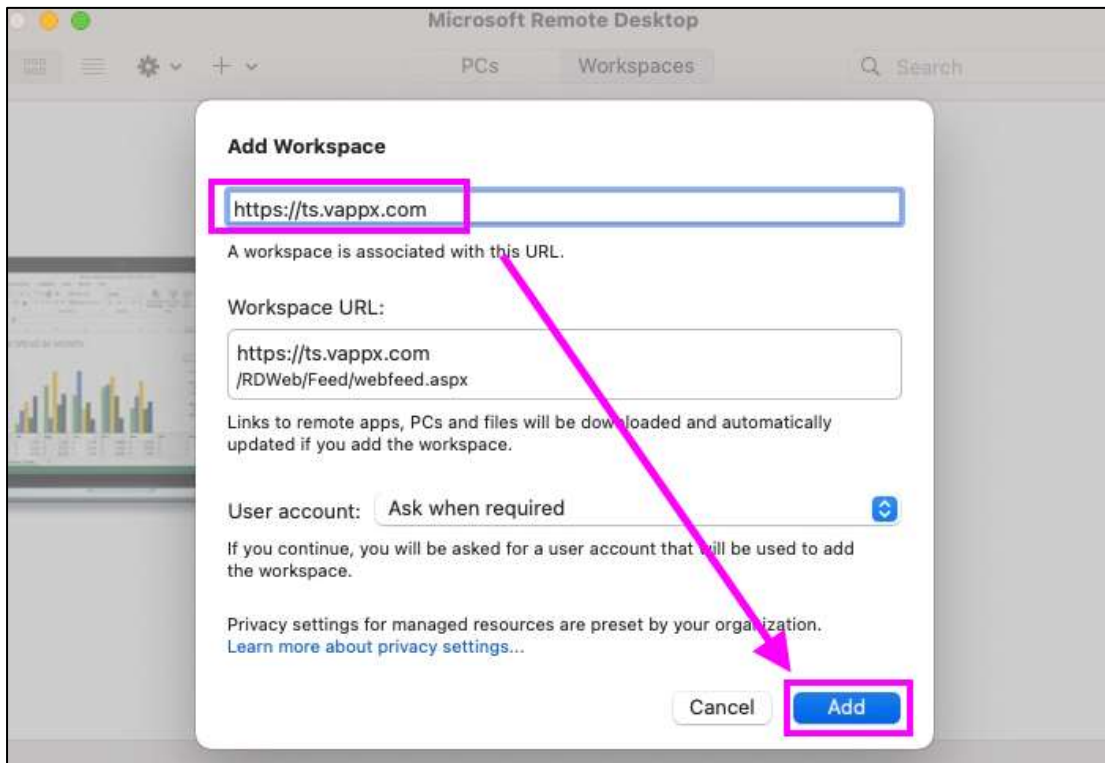 Microsoft Remote Desktop
PCs Workspaces Search
Add Workspace
https://ts.vappx.com
A workspace is associated with this URL.
Workspace URL:
https://ts.vappx.com
/RDWeb/Feed/webfeed.aspx
Links to remote apps, PCs and files will be downloaded and automatically
updated if you add the workspace.
User account: Ask when required
If you continue, you will be asked for a user account that will be used to add
the workspace.
Privacy settings for managed resources are preset by your organization.
Learn more about privacy settings...
Cancel Add